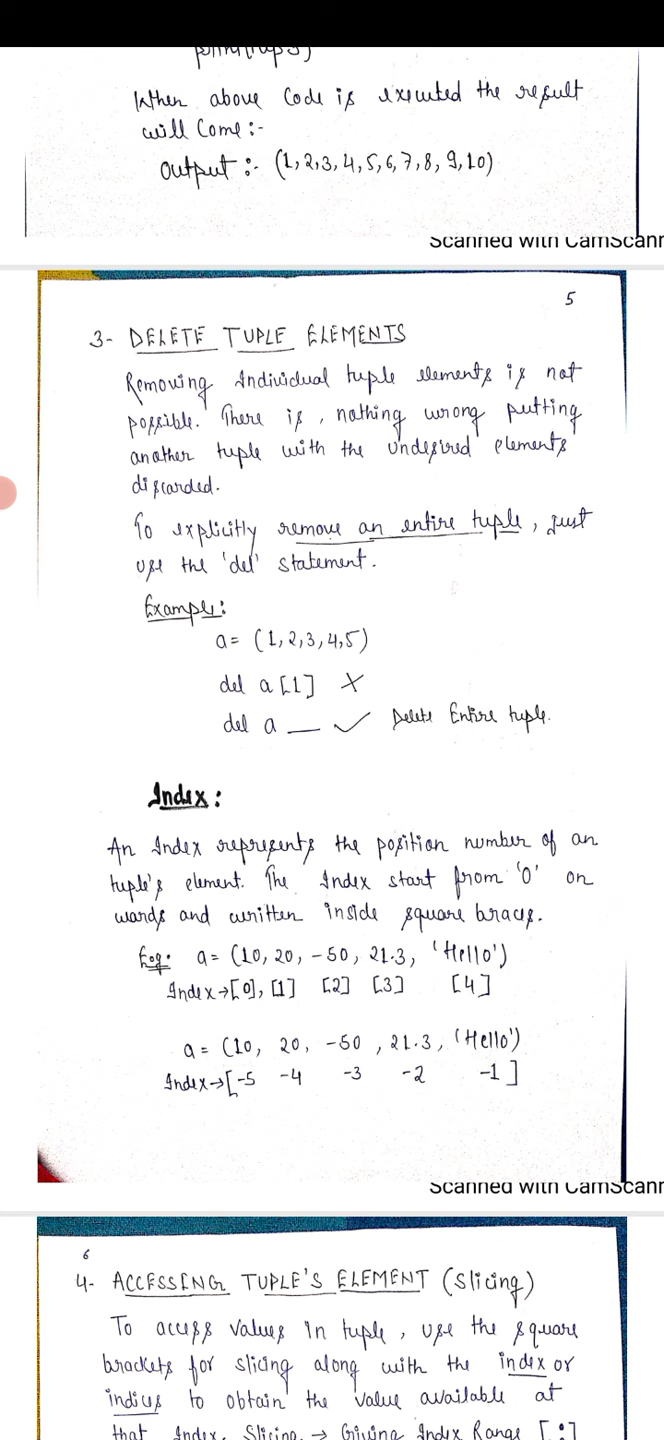 When above Code is executed the result
will Come :-
Output :- (1,2,3,4,5,6,7,8,9,10)
Scanned with CamScann
5
3- DELETE TUPLE ELEMENTS
Removing Individual tuple elements is not
possible. There is, nothing wrong putting
another tuple with the Undesired elements
discarded.
To explicitly remove an entire tuple, just
use the 'del' statement.
Example:
a= (1,2,3,4,5)
del a [1] ✗
del a — ✓ Delete Entire tuple.
Index :
An Index represents the position number of an
tuple's element. The Index start from '0' on
wards and written inside square braces.
Eg: a= (10, 20, -50, 21.3, 'Hello')
Index→[0], [1] [2] [3] [4]
a = (10, 20, -50, 21.3, 'Hello')
Index→[-5 -4 -3 -2 -1]
Scanned with CamScann
6
4- ACCESSING TUPLE'S ELEMENT (Slicing)
To access values in tuple, use the square
brackets for slicing along with the index or
indices to obtain the value available at
that Index. Slicing → Giving Index Range [:]